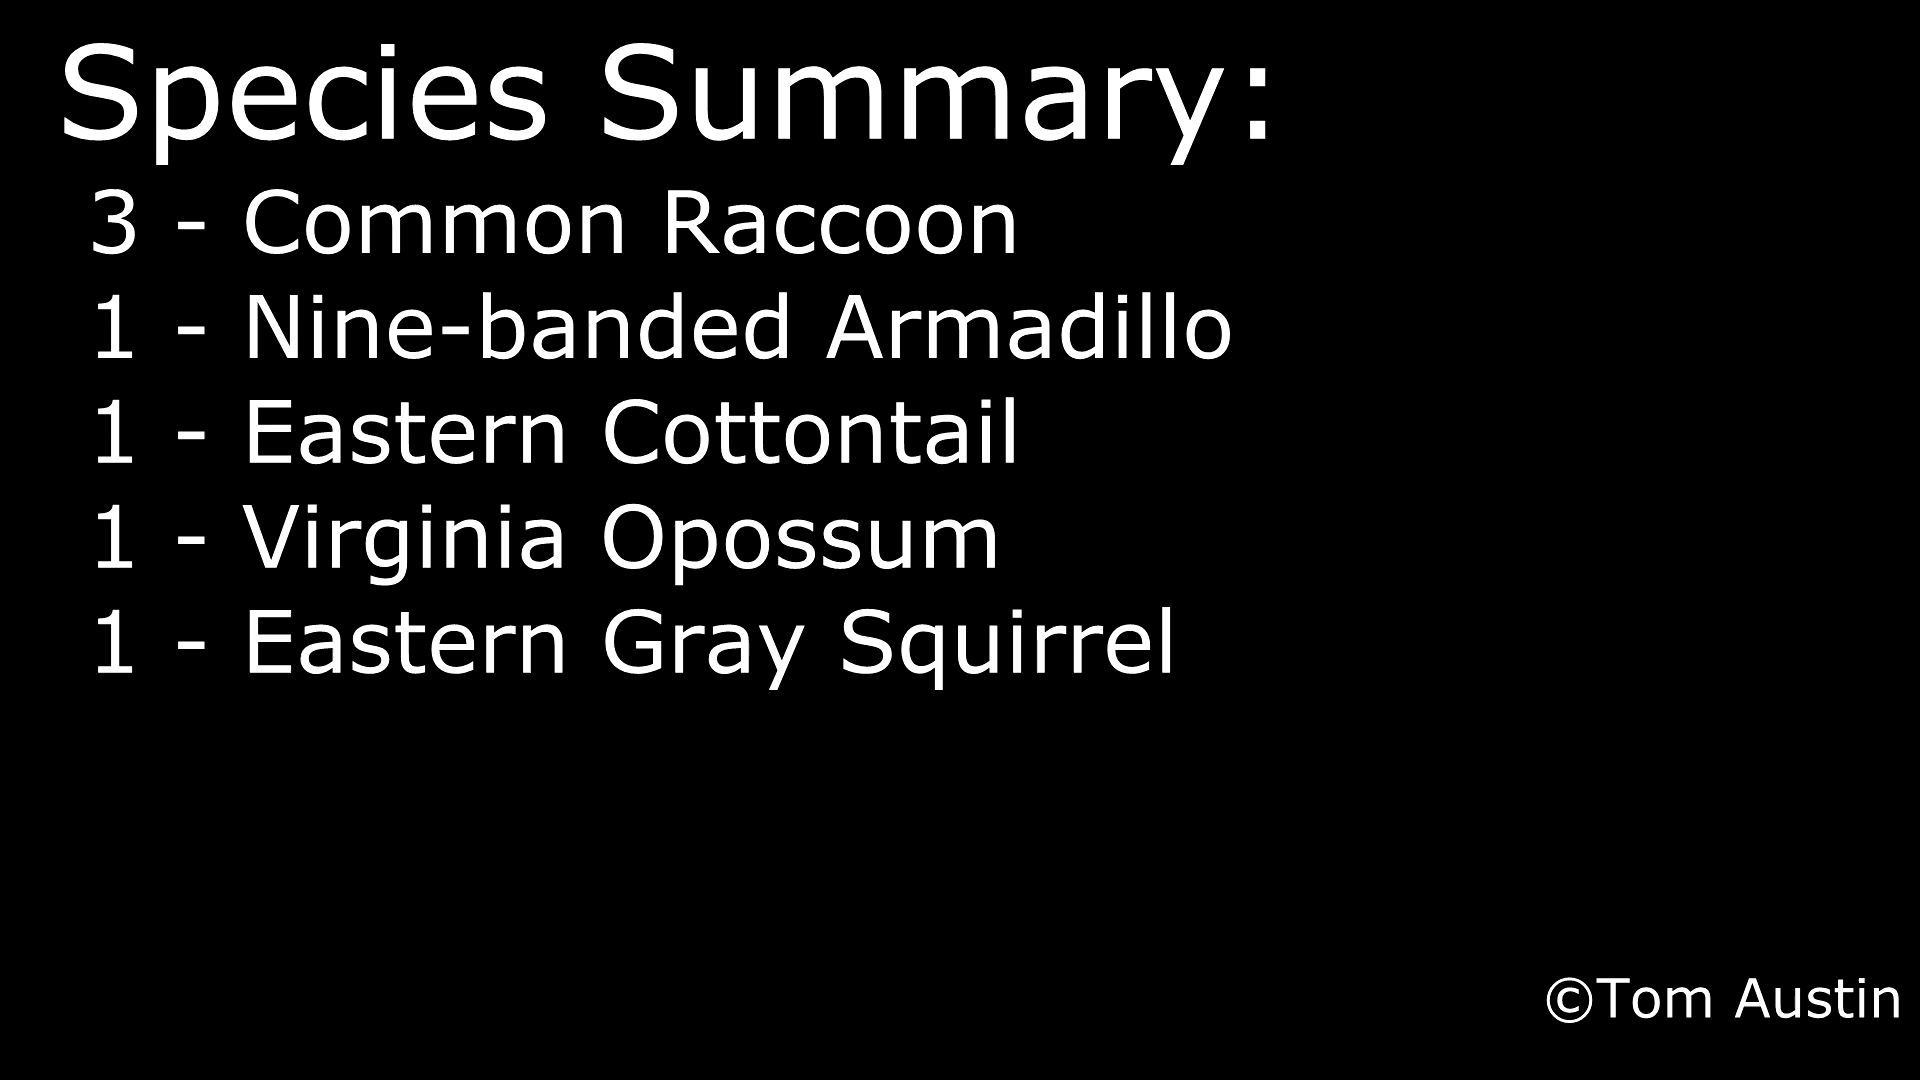 Species Summary:
3 - Common Raccoon
1 - Nine-banded Armadillo
1 - Eastern Cottontail
1 - Virginia Opossum
1 - Eastern Gray Squirrel
©Tom Austin